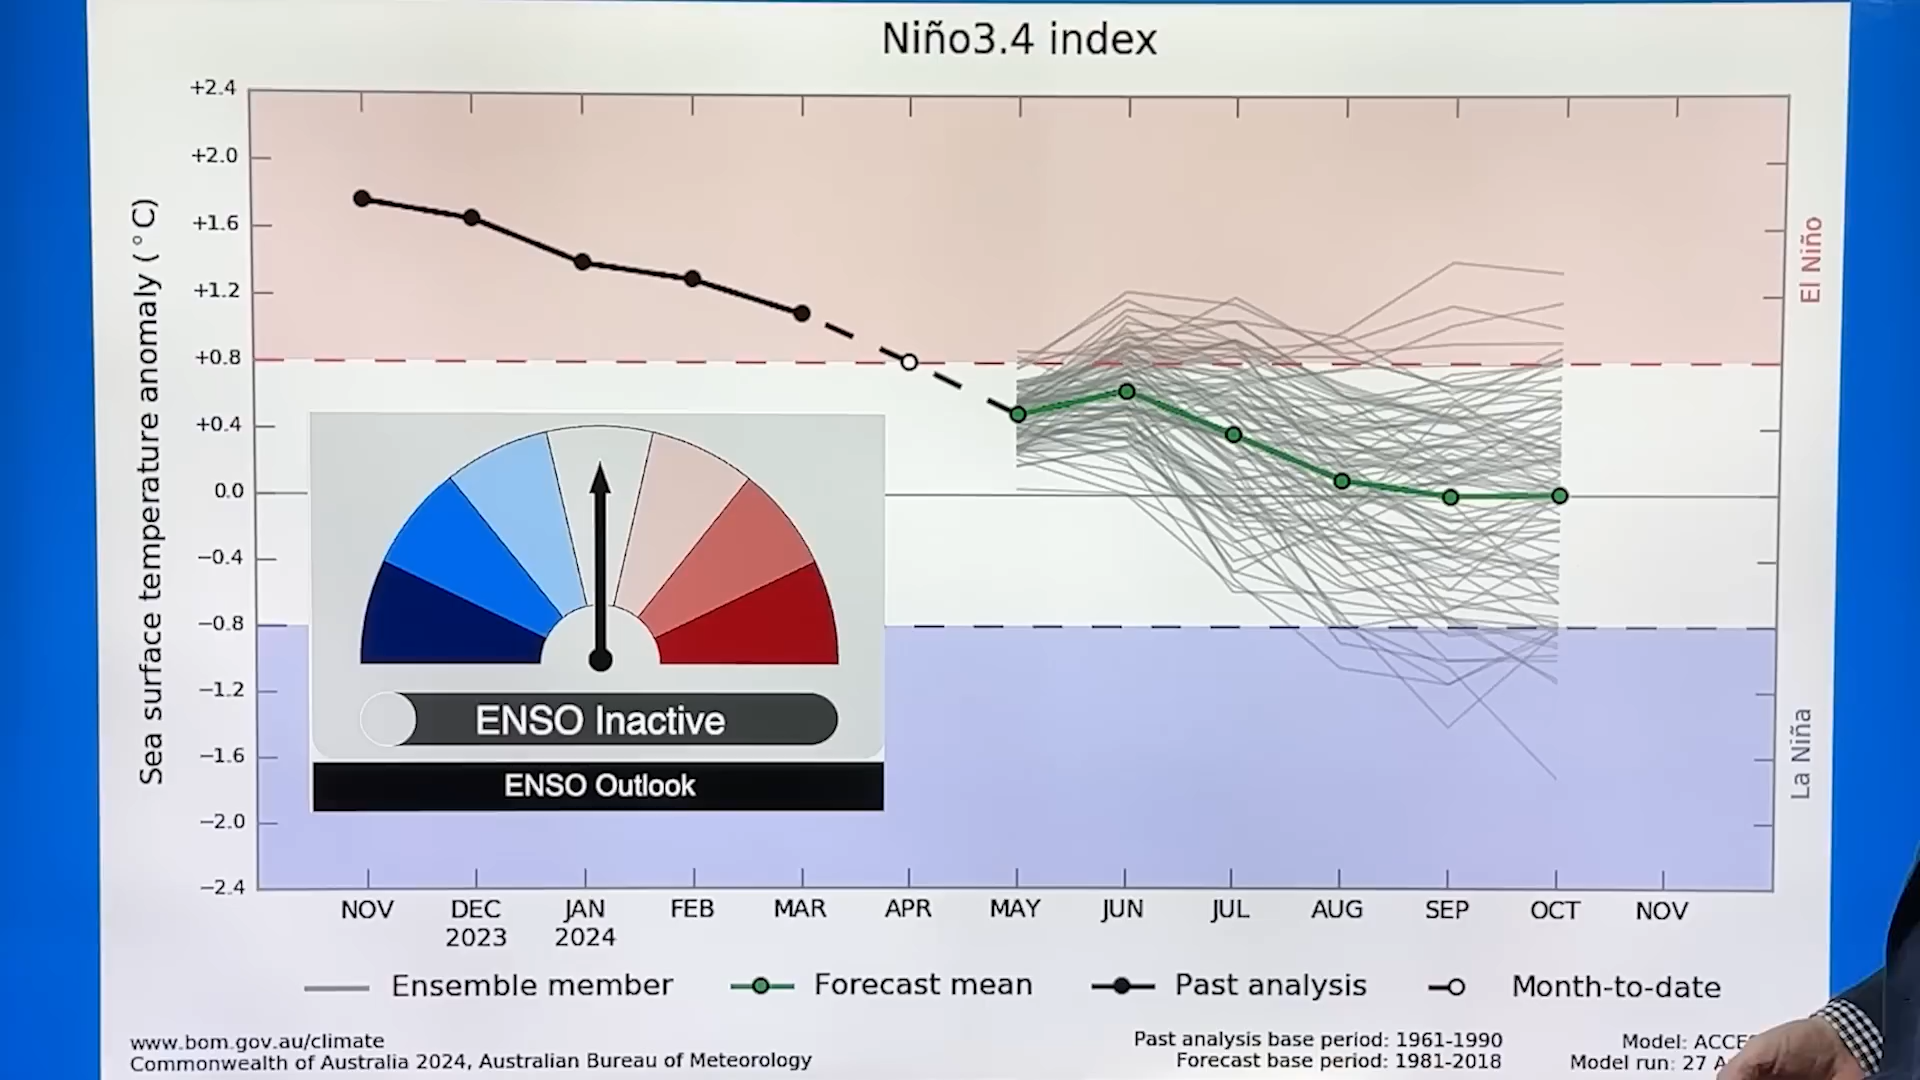 Niño3.4 index
+2.4
+2.0
+1.6
+1.2
+0.8
+0.4
0.0
−0.4
−0.8
−1.2
−1.6
−2.0
−2.4
Sea surface temperature anomaly (°C)
El Niño
La Niña
ENSO Inactive
ENSO Outlook
NOV DEC JAN FEB MAR APR MAY JUN JUL AUG SEP OCT NOV
2023 2024
Ensemble member Forecast mean Past analysis Month-to-date
www.bom.gov.au/climate
Commonwealth of Australia 2024, Australian Bureau of Meteorology
Past analysis base period: 1961-1990
Forecast base period: 1981-2018
Model:
Model run: 27